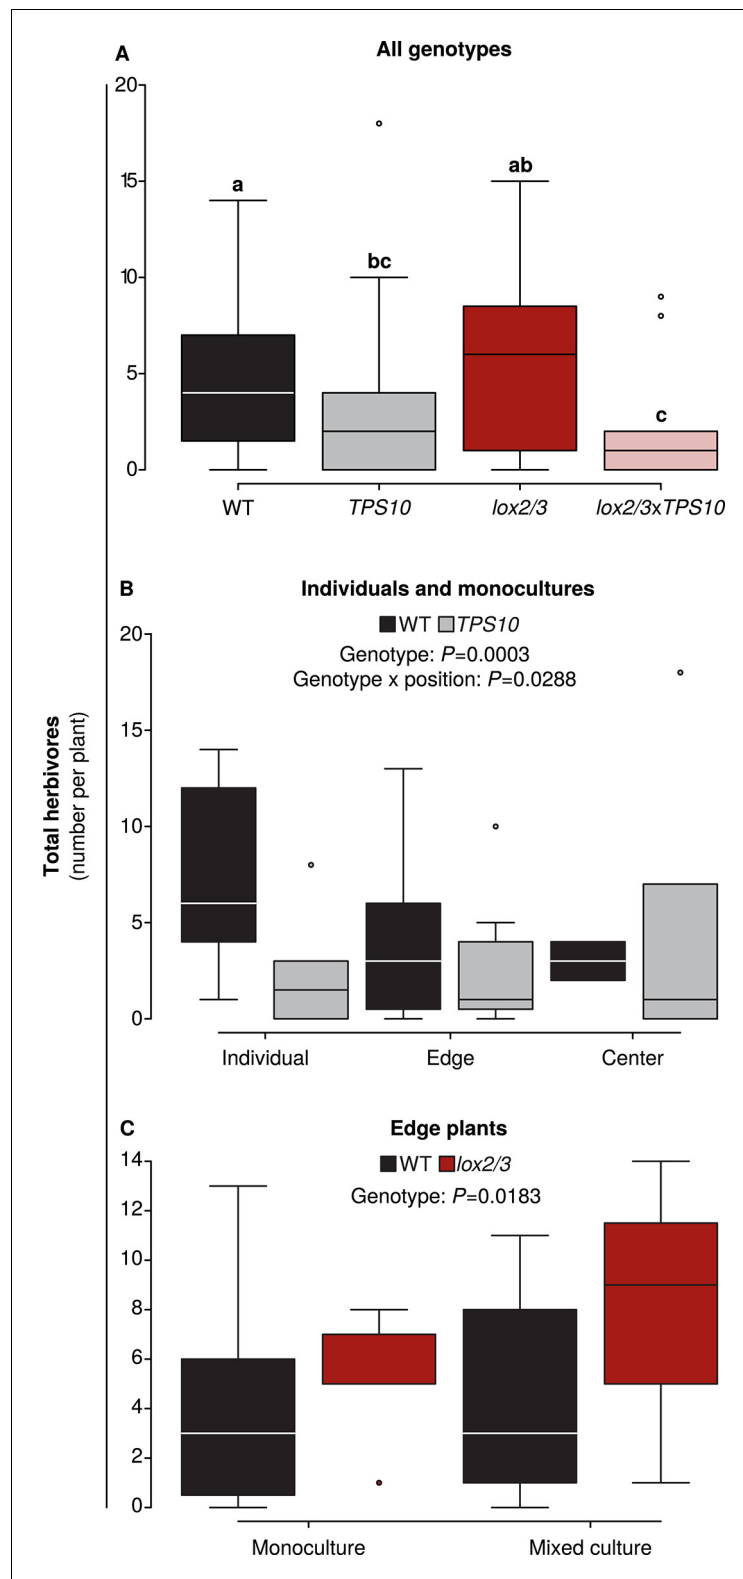 A
All genotypes
20
15
10
5
0
a
bc
ab
c
WT
TPS10
lox2/3
lox2/3xTPS10
B
Individuals and monocultures
WT TPS10
Genotype: P=0.0003
Genotype x position: P=0.0288
20
15
10
5
0
Individual
Edge
Center
Total herbivores
(number per plant)
C
Edge plants
WT lox2/3
Genotype: P=0.0183
14
12
10
8
6
4
2
0
Monoculture
Mixed culture